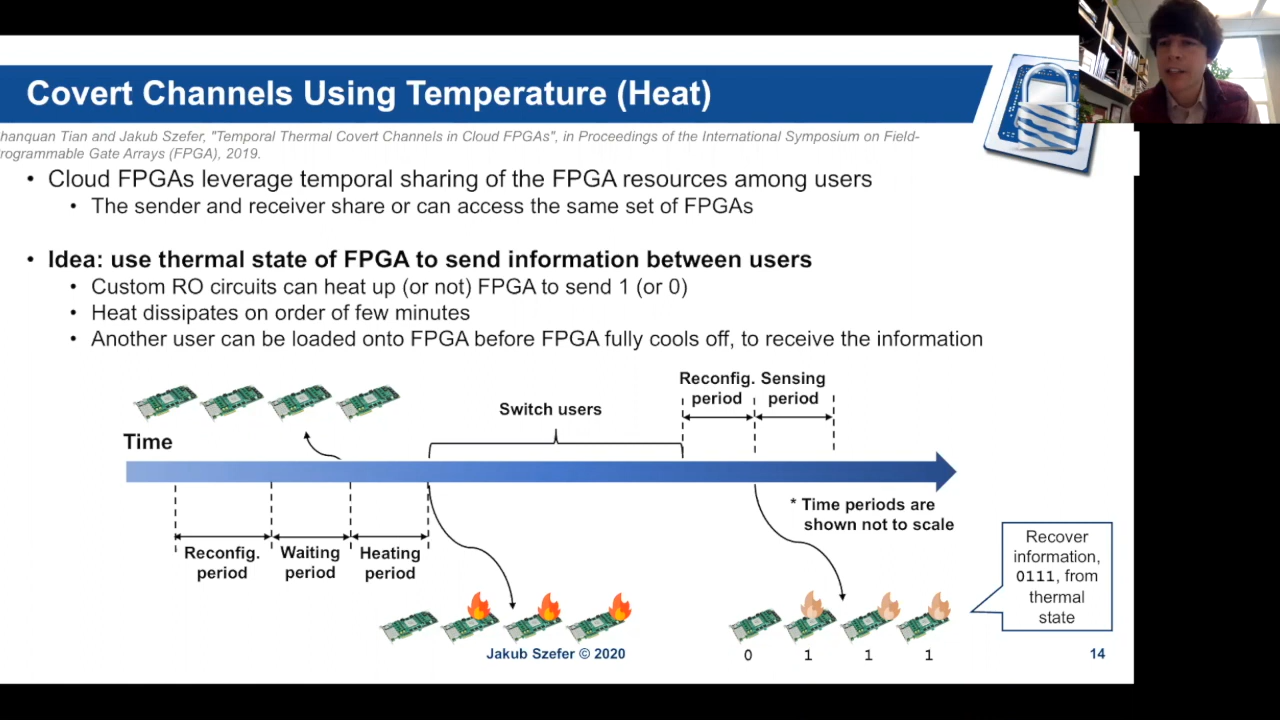 Covert Channels Using Temperature (Heat)
hanquan Tian and Jakub Szefer, "Temporal Thermal Covert Channels in Cloud FPGAs", in Proceedings of the International Symposium on Field-
rogrammable Gate Arrays (FPGA), 2019.
• Cloud FPGAs leverage temporal sharing of the FPGA resources among users
• The sender and receiver share or can access the same set of FPGAs
• Idea: use thermal state of FPGA to send information between users
• Custom RO circuits can heat up (or not) FPGA to send 1 (or 0)
• Heat dissipates on order of few minutes
• Another user can be loaded onto FPGA before FPGA fully cools off, to receive the information
Reconfig.
period
Sensing
period
Switch users
Time
* Time periods are
shown not to scale
Reconfig.
period
Waiting
period
Heating
period
Recover
information,
0111, from
thermal
state
0 1 1 1
Jakub Szefer © 2020
14